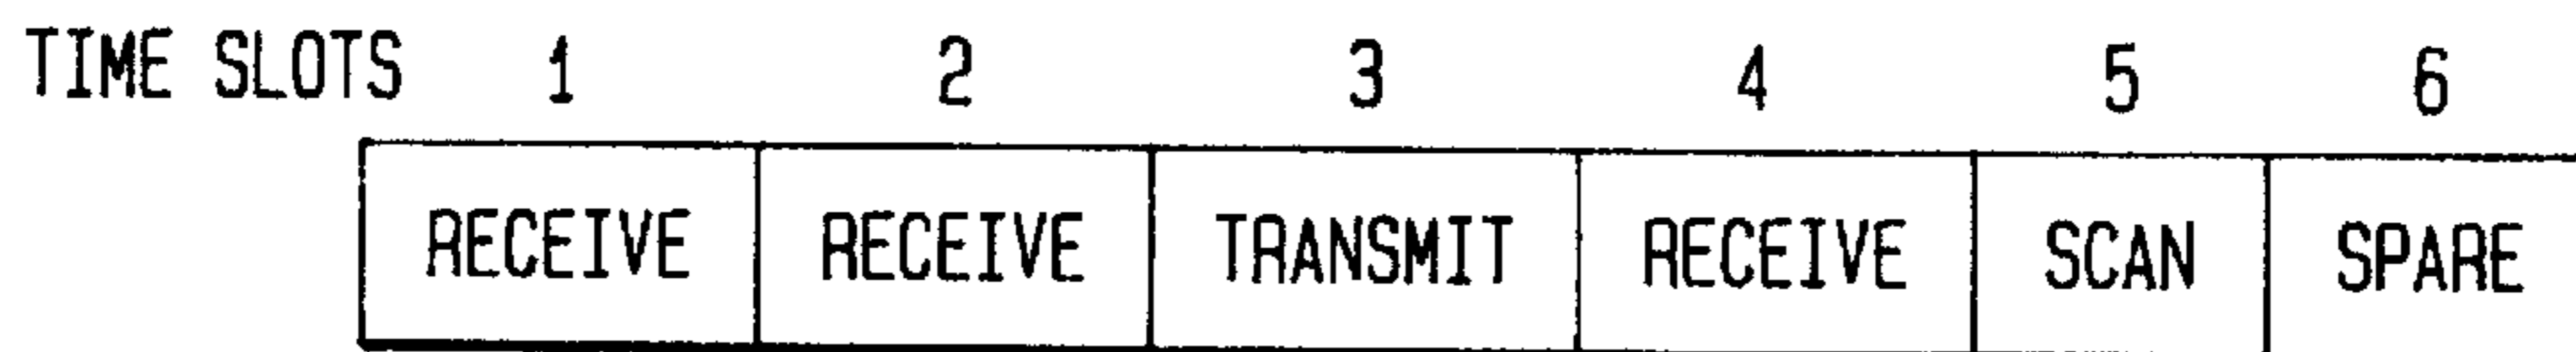 TIME SLOTS 1 2 3 4 5 6
RECEIVE RECEIVE TRANSMIT RECEIVE SCAN SPARE